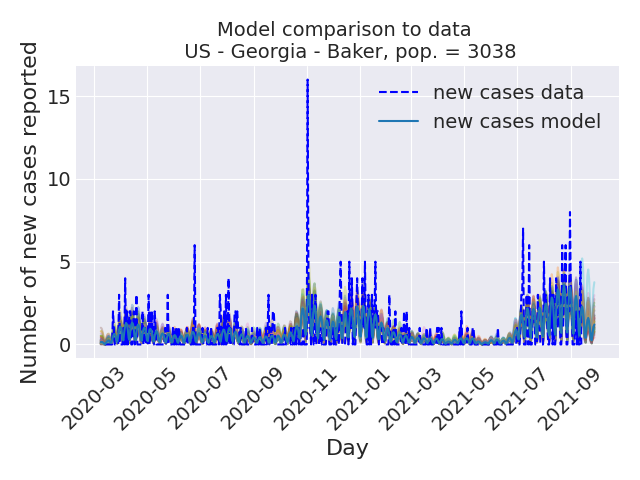 Model comparison to data
US - Georgia - Baker, pop. = 3038
Number of new cases reported
15
10
5
0
new cases data
new cases model
2020-03
2020-05
2020-07
2020-09
2020-11
2021-01
2021-03
2021-05
2021-07
2021-09
Day